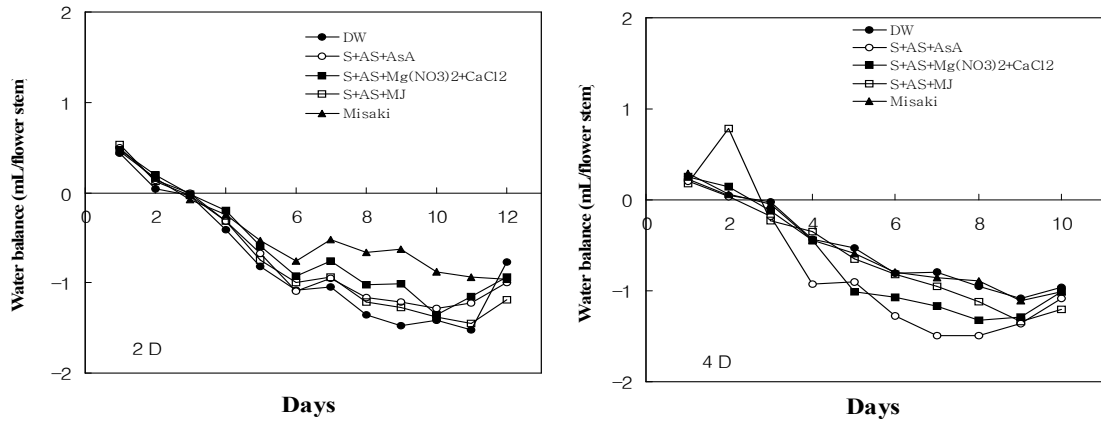 2
DW
S+AS+AsA
S+AS+Mg(NO3)2+CaCl2
S+AS+MJ
Misaki
1
0
0 2 4 6 8 10 12
−1
−2
2 D
Water balance (mL/flower stem)
Days
2
DW
S+AS+AsA
S+AS+Mg(NO3)2+CaCl2
S+AS+MJ
Misaki
1
0
0 2 4 6 8 10
−1
−2
4 D
Water balance (mL/flower stem)
Days